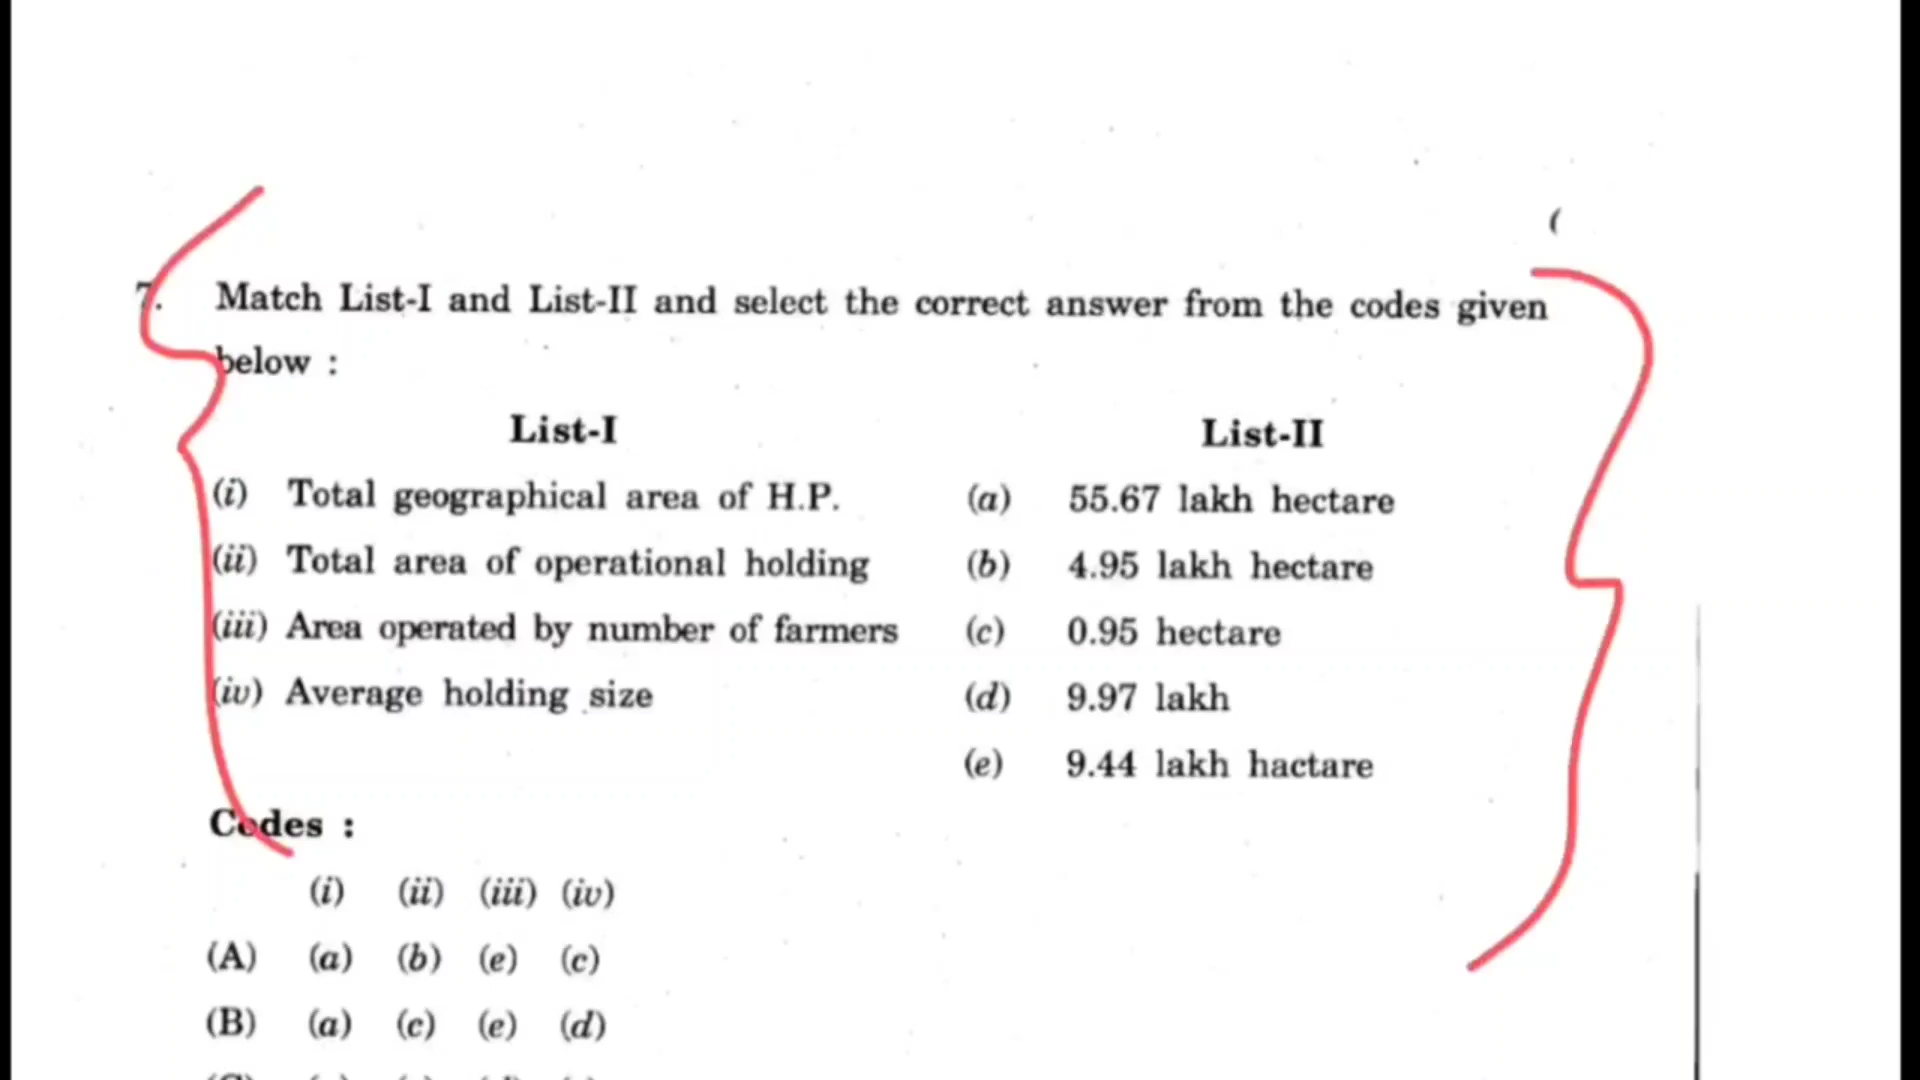 (
7. Match List-I and List-II and select the correct answer from the codes given
below :
List-I List-II
(i) Total geographical area of H.P. (a) 55.67 lakh hectare
(ii) Total area of operational holding (b) 4.95 lakh hectare
(iii) Area operated by number of farmers (c) 0.95 hectare
(iv) Average holding size (d) 9.97 lakh
(e) 9.44 lakh hactare
Codes :
(i) (ii) (iii) (iv)
(A) (a) (b) (e) (c)
(B) (a) (c) (e) (d)